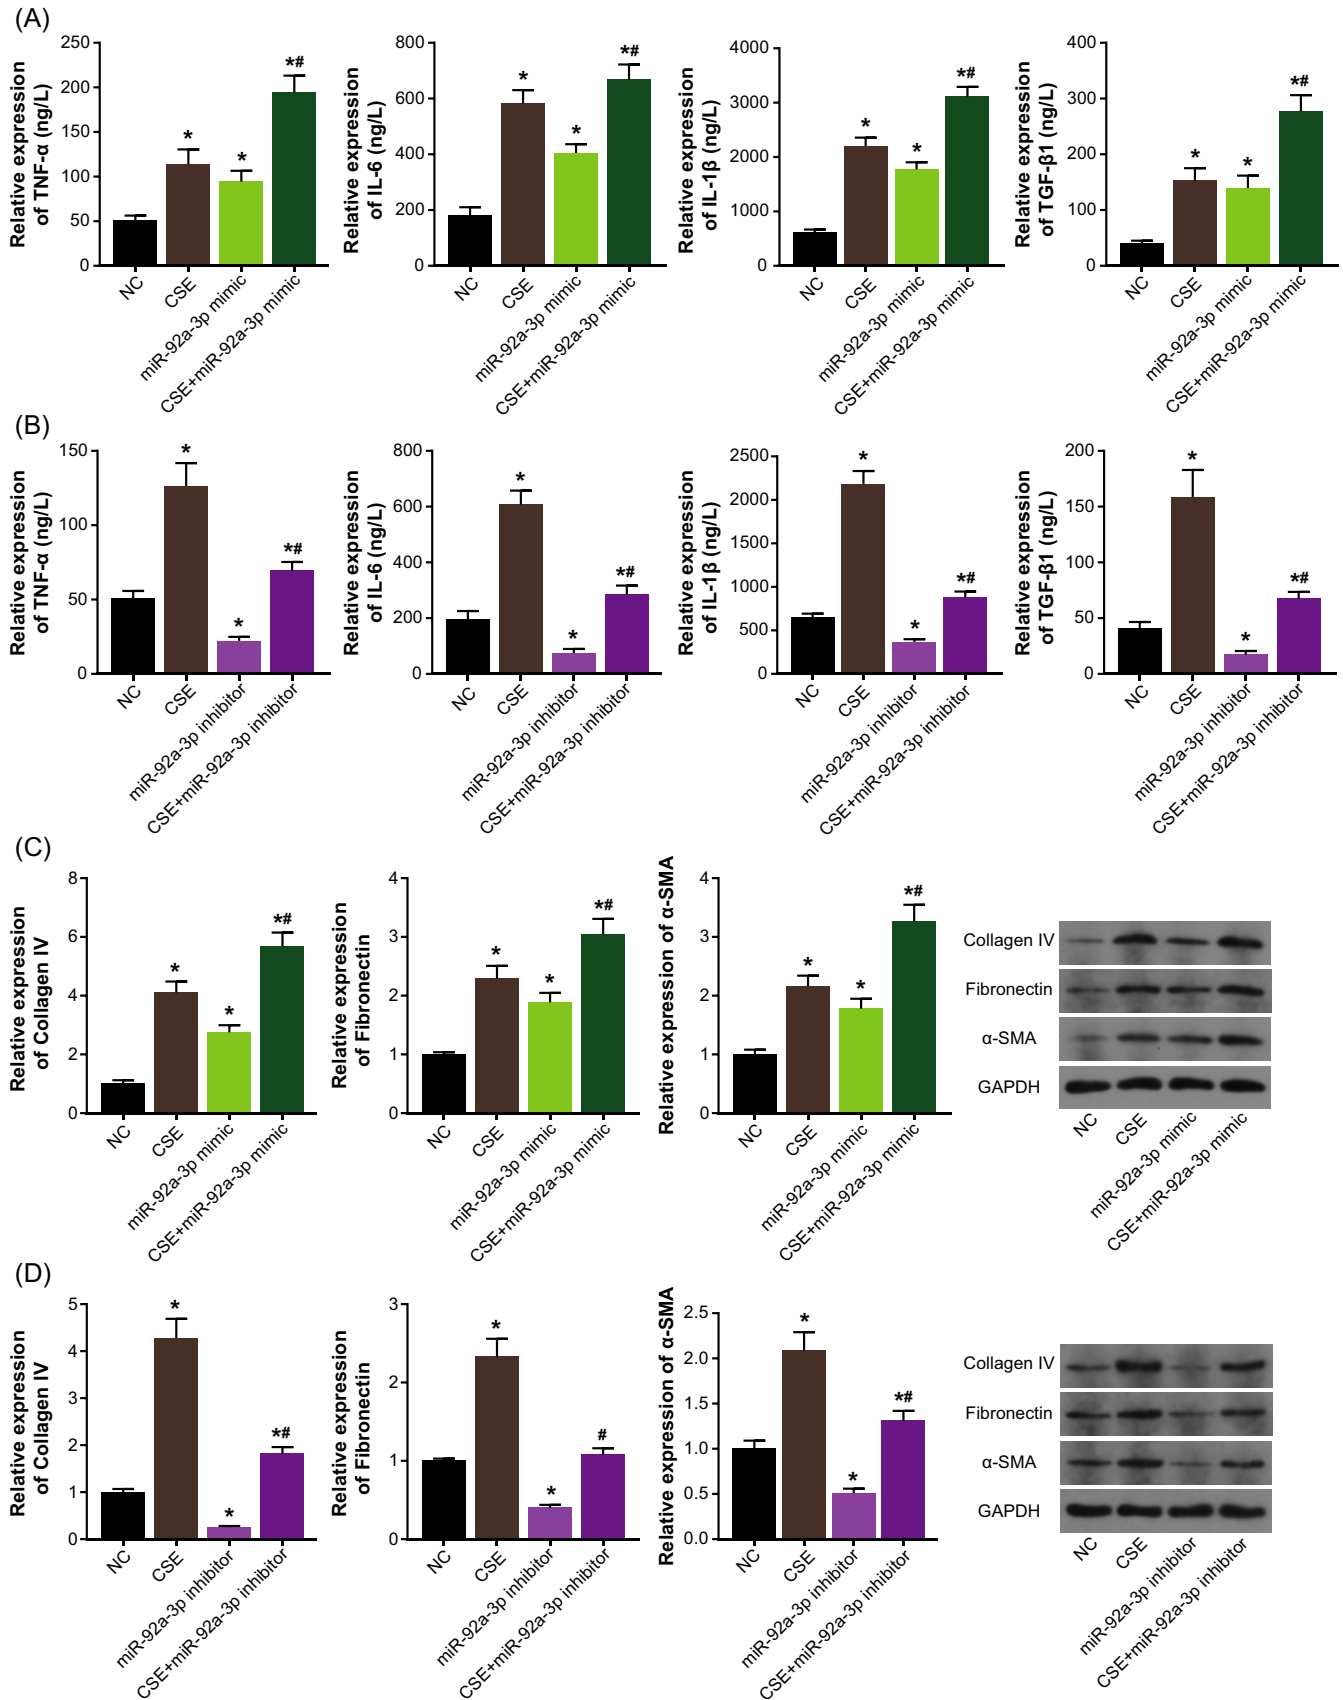 (A)
Relative expression
of TNF-α (ng/L)
250
200
150
100
50
0
*
*
*#
NC
CSE
miR-92a-3p mimic
CSE+miR-92a-3p mimic
Relative expression
of IL-6 (ng/L)
800
600
400
200
0
*
*
*#
NC
CSE
miR-92a-3p mimic
CSE+miR-92a-3p mimic
Relative expression
of IL-1β (ng/L)
4000
3000
2000
1000
0
*
*
*#
NC
CSE
miR-92a-3p mimic
CSE+miR-92a-3p mimic
Relative expression
of TGF-β1 (ng/L)
400
300
200
100
0
*
*
*#
NC
CSE
miR-92a-3p mimic
CSE+miR-92a-3p mimic
(B)
Relative expression
of TNF-α (ng/L)
150
100
50
0
*
*
*#
NC
CSE
miR-92a-3p inhibitor
CSE+miR-92a-3p inhibitor
Relative expression
of IL-6 (ng/L)
800
600
400
200
0
*
*
*#
NC
CSE
miR-92a-3p inhibitor
CSE+miR-92a-3p inhibitor
Relative expression
of IL-1β (ng/L)
2500
2000
1500
1000
500
0
*
*
*#
NC
CSE
miR-92a-3p inhibitor
CSE+miR-92a-3p inhibitor
Relative expression
of TGF-β1 (ng/L)
200
150
100
50
0
*
*
*#
NC
CSE
miR-92a-3p inhibitor
CSE+miR-92a-3p inhibitor
(C)
Relative expression
of Collagen IV
8
6
4
2
0
*
*
*#
NC
CSE
miR-92a-3p mimic
CSE+miR-92a-3p mimic
Relative expression
of Fibronectin
4
3
2
1
0
*
*
*#
NC
CSE
miR-92a-3p mimic
CSE+miR-92a-3p mimic
Relative expression of α-SMA
4
3
2
1
0
*
*
*#
NC
CSE
miR-92a-3p mimic
CSE+miR-92a-3p mimic
Collagen IV
Fibronectin
α-SMA
GAPDH
NC
CSE
miR-92a-3p mimic
CSE+miR-92a-3p mimic
(D)
Relative expression
of Collagen IV
5
4
3
2
1
0
*
*
*#
NC
CSE
miR-92a-3p inhibitor
CSE+miR-92a-3p inhibitor
Relative expression
of Fibronectin
3
2
1
0
*
*
#
NC
CSE
miR-92a-3p inhibitor
CSE+miR-92a-3p inhibitor
Relative expression of α-SMA
2.5
2.0
1.5
1.0
0.5
0.0
*
*
*#
NC
CSE
miR-92a-3p inhibitor
CSE+miR-92a-3p inhibitor
Collagen IV
Fibronectin
α-SMA
GAPDH
NC
CSE
miR-92a-3p inhibitor
CSE+miR-92a-3p inhibitor